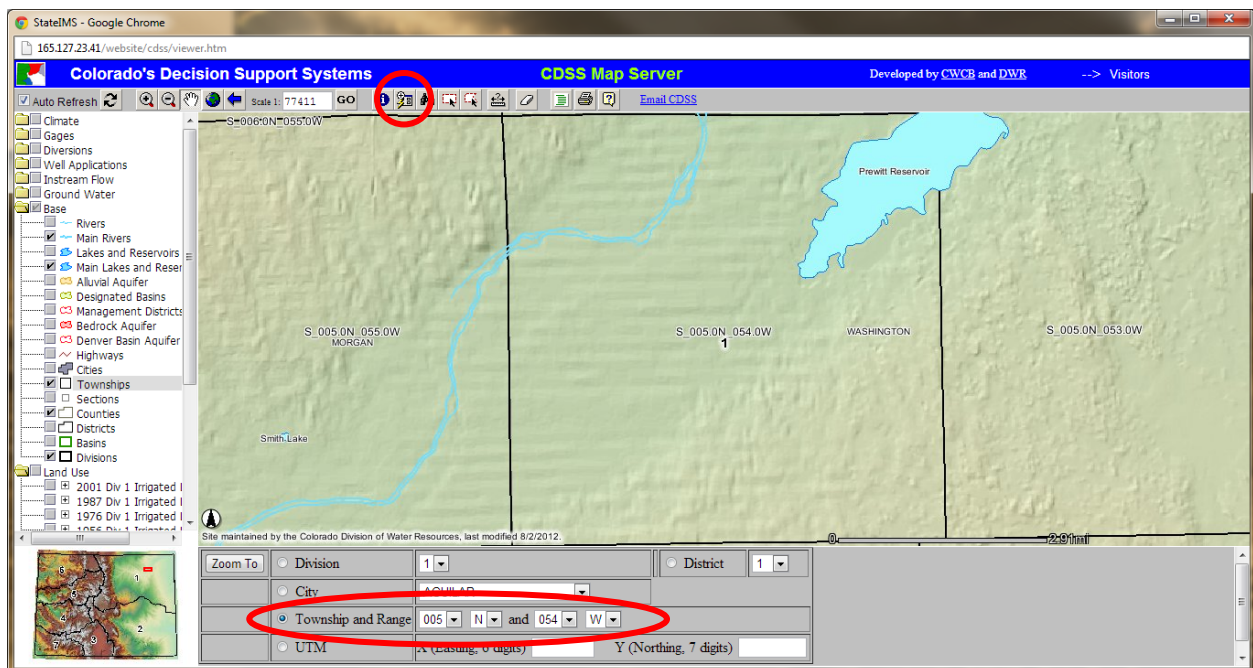 StateIMS - Google Chrome
165.127.23.41/website/cdss/viewer.htm
Colorado's Decision Support Systems
CDSS Map Server
Developed by CWCB and DWR
--> Visitors
Auto Refresh
Scale 1: 77411
GO
Email CDSS
Climate
Gages
Diversions
Well Applications
Instream Flow
Ground Water
Base
Rivers
Main Rivers
Lakes and Reservoirs
Main Lakes and Reser
Alluvial Aquifer
Designated Basins
Management Districts
Bedrock Aquifer
Denver Basin Aquifer
Highways
Cities
Townships
Sections
Counties
Districts
Basins
Divisions
Land Use
2001 Div 1 Irrigated
1987 Div 1 Irrigated
1976 Div 1 Irrigated
S_006.0N_055.0W
Prewitt Reservoir
S_005.0N_055.0W
MORGAN
S_005.0N_054.0W
1
WASHINGTON
S_005.0N_053.0W
Smith Lake
Site maintained by the Colorado Division of Water Resources, last modified 8/2/2012.
0
2.91mi
6
1
5
4
2
3
7
Zoom To
Division
1
District
1
City
AGUILAR
Township and Range
005 N and 054 W
UTM
X (Easting, 6 digits)
Y (Northing, 7 digits)